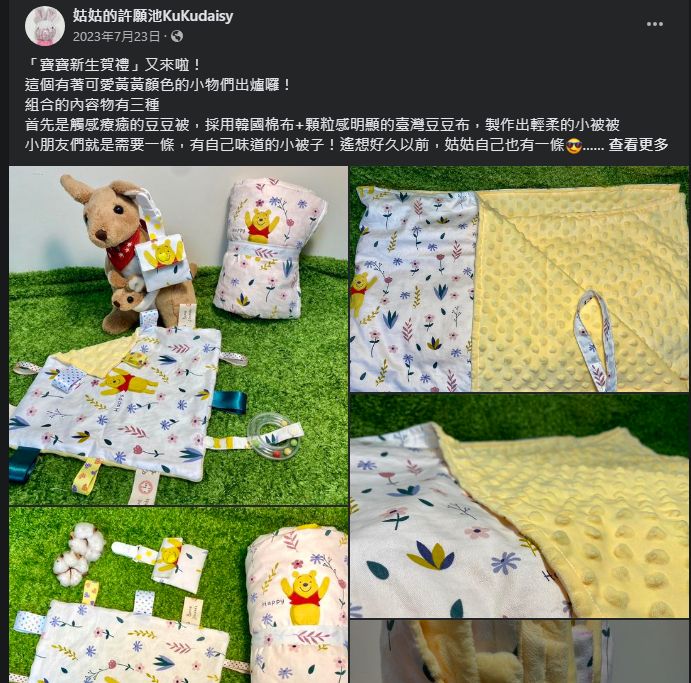 姑姑的許願池KuKudaisy
2023年7月23日
「寶寶新生賀禮」又來啦！
這個有著可愛黃黃顏色的小物們出爐囉！
組合的內容物有三種
首先是觸感療癒的豆豆被，採用韓國棉布+顆粒感明顯的臺灣豆豆布，製作出輕柔的小被被
小朋友們就是需要一條，有自己味道的小被子！遙想好久以前，姑姑自己也有一條😎...... 查看更多
Happy